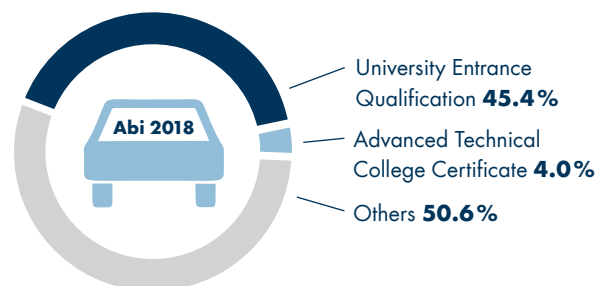 Abi 2018
University Entrance
Qualification 45.4%
Advanced Technical
College Certificate 4.0%
Others 50.6%